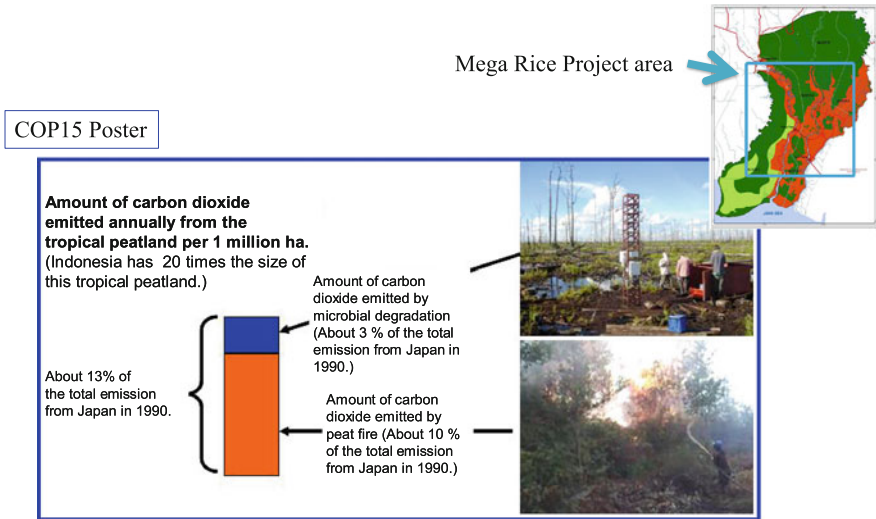 Mega Rice Project area
JAVA SEA
COP15 Poster
Amount of carbon dioxide
emitted annually from the
tropical peatland per 1 million ha.
(Indonesia has 20 times the size of
this tropical peatland.)
Amount of carbon
dioxide emitted by
microbial degradation
(About 3 % of the total
emission from Japan in
1990.)
About 13% of
the total emission
from Japan in 1990.
Amount of carbon
dioxide emitted by
peat fire (About 10 %
of the total emission
from Japan in 1990.)